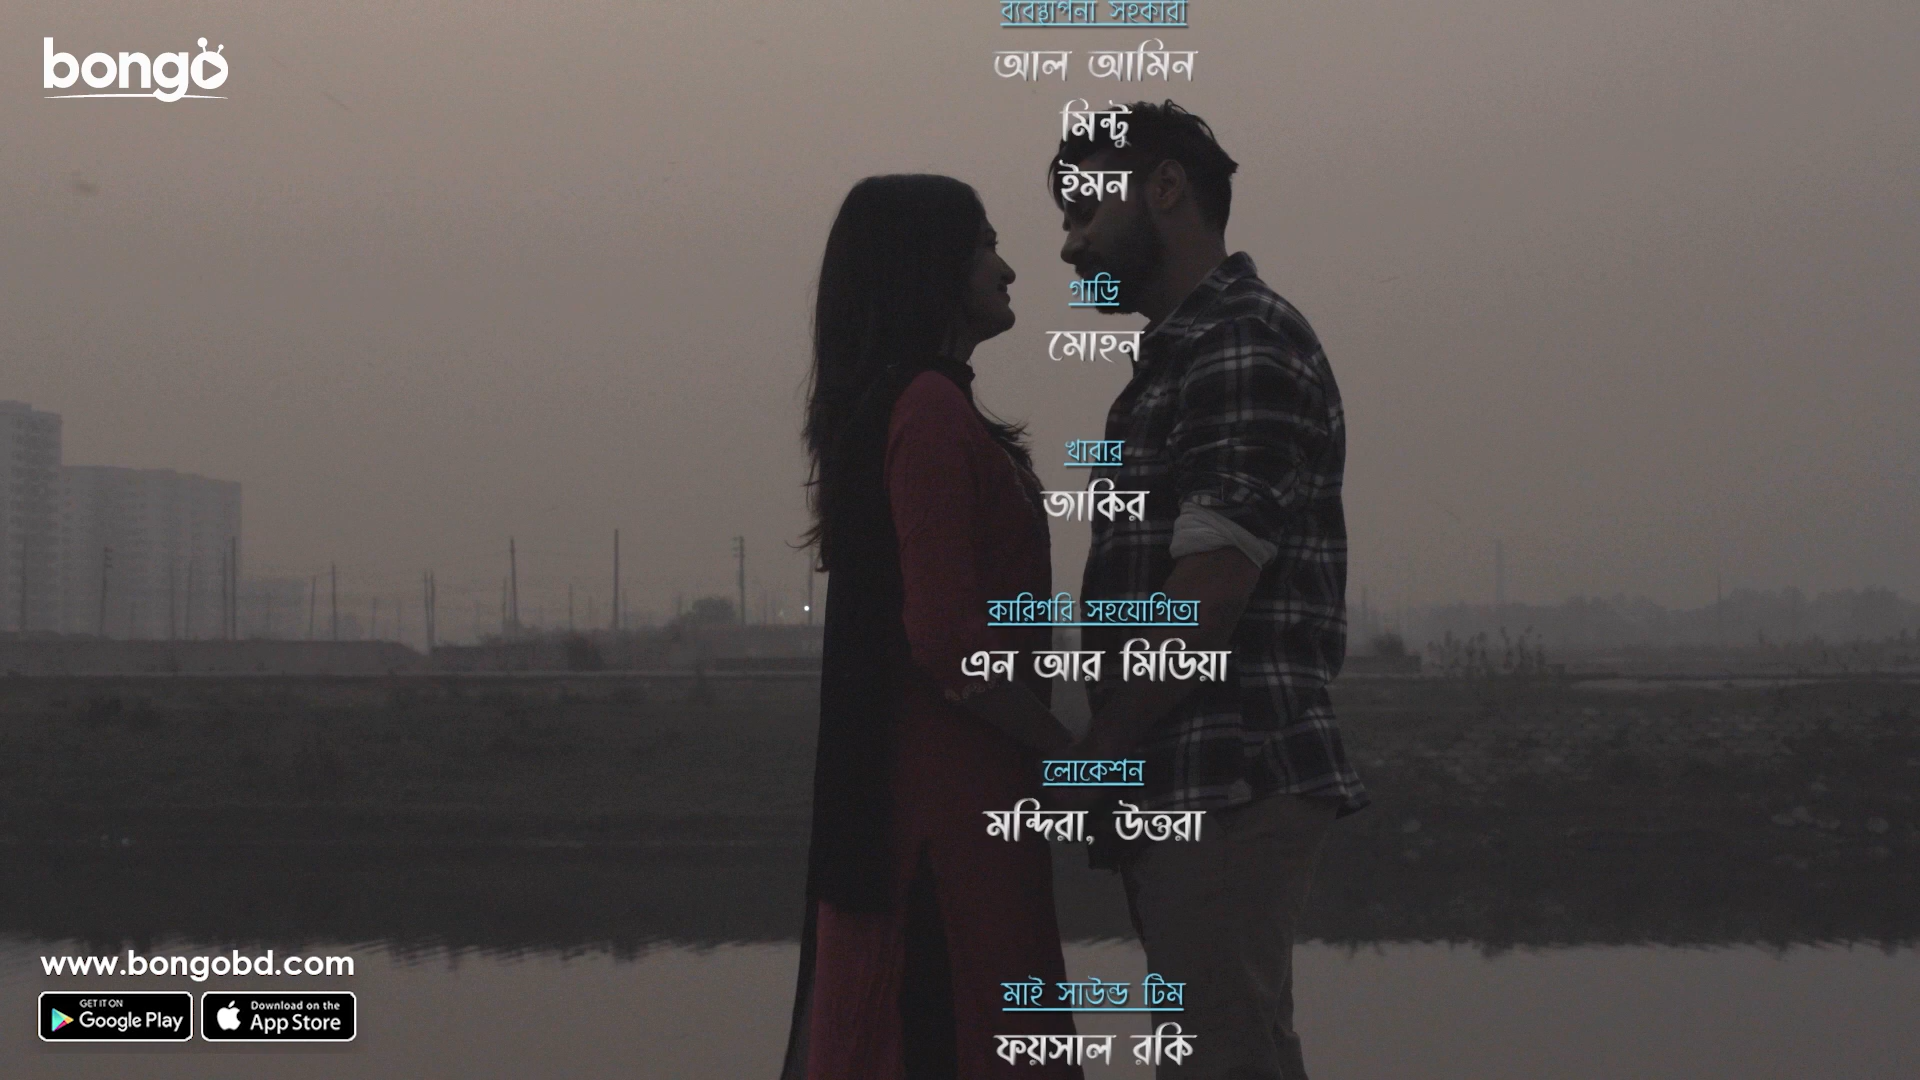 bongo
ব্যবস্থাপনা সহকারী
আল আমিন
মিন্টু
ইমন
গাড়ি
মোহন
খাবার
জাকির
কারিগরি সহযোগিতা
এন আর মিডিয়া
লোকেশন
মন্দিরা, উত্তরা
মাই সাউন্ড টিম
ফয়সাল রকি
www.bongobd.com
GET IT ON
Google Play
Download on the
App Store